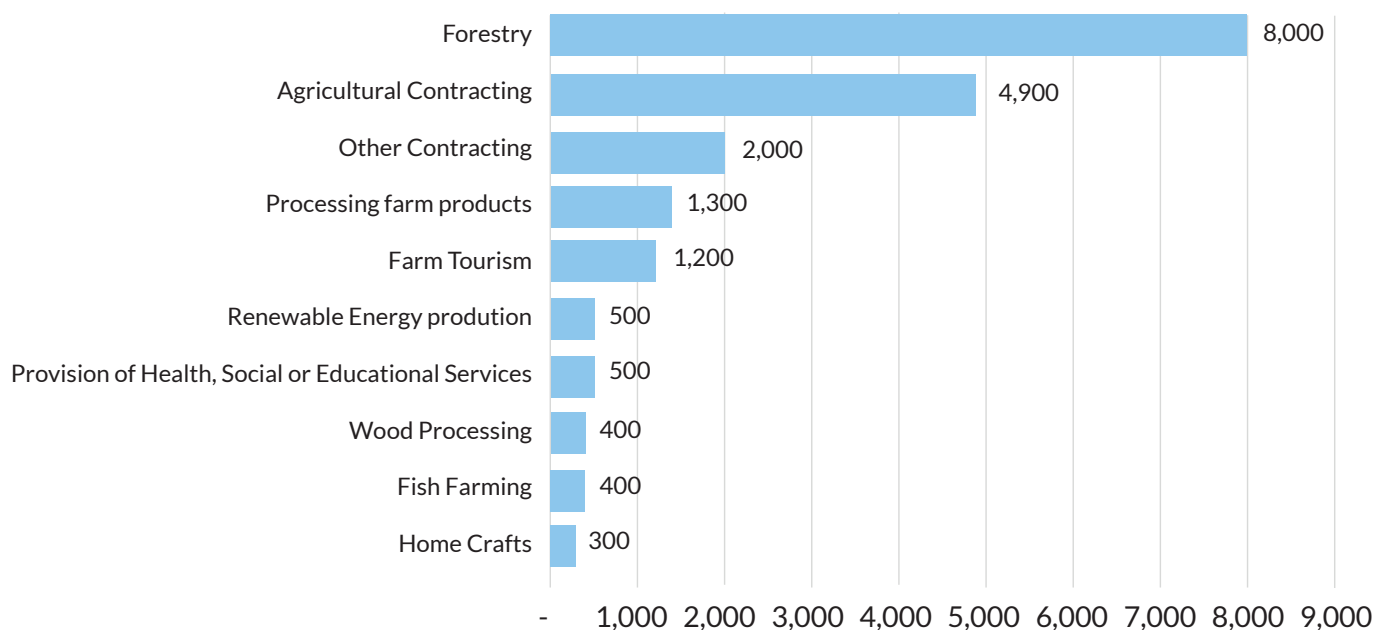 Forestry 8,000
Agricultural Contracting 4,900
Other Contracting 2,000
Processing farm products 1,300
Farm Tourism 1,200
Renewable Energy prodution 500
Provision of Health, Social or Educational Services 500
Wood Processing 400
Fish Farming 400
Home Crafts 300
- 1,000 2,000 3,000 4,000 5,000 6,000 7,000 8,000 9,000